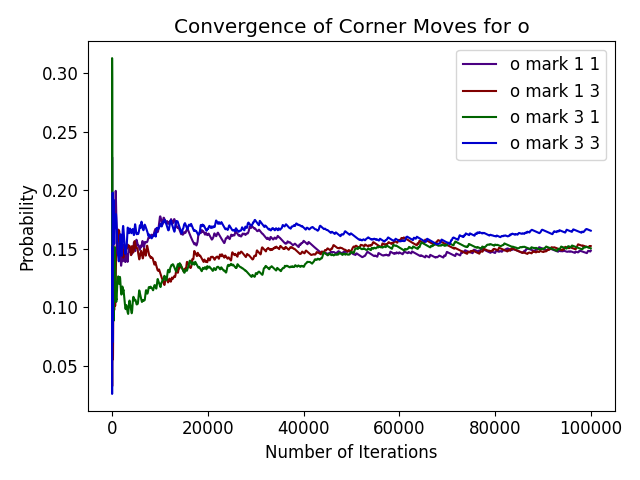 Convergence of Corner Moves for o
o mark 1 1
o mark 1 3
o mark 3 1
o mark 3 3
Probability
0.30
0.25
0.20
0.15
0.10
0.05
0 20000 40000 60000 80000 100000
Number of Iterations